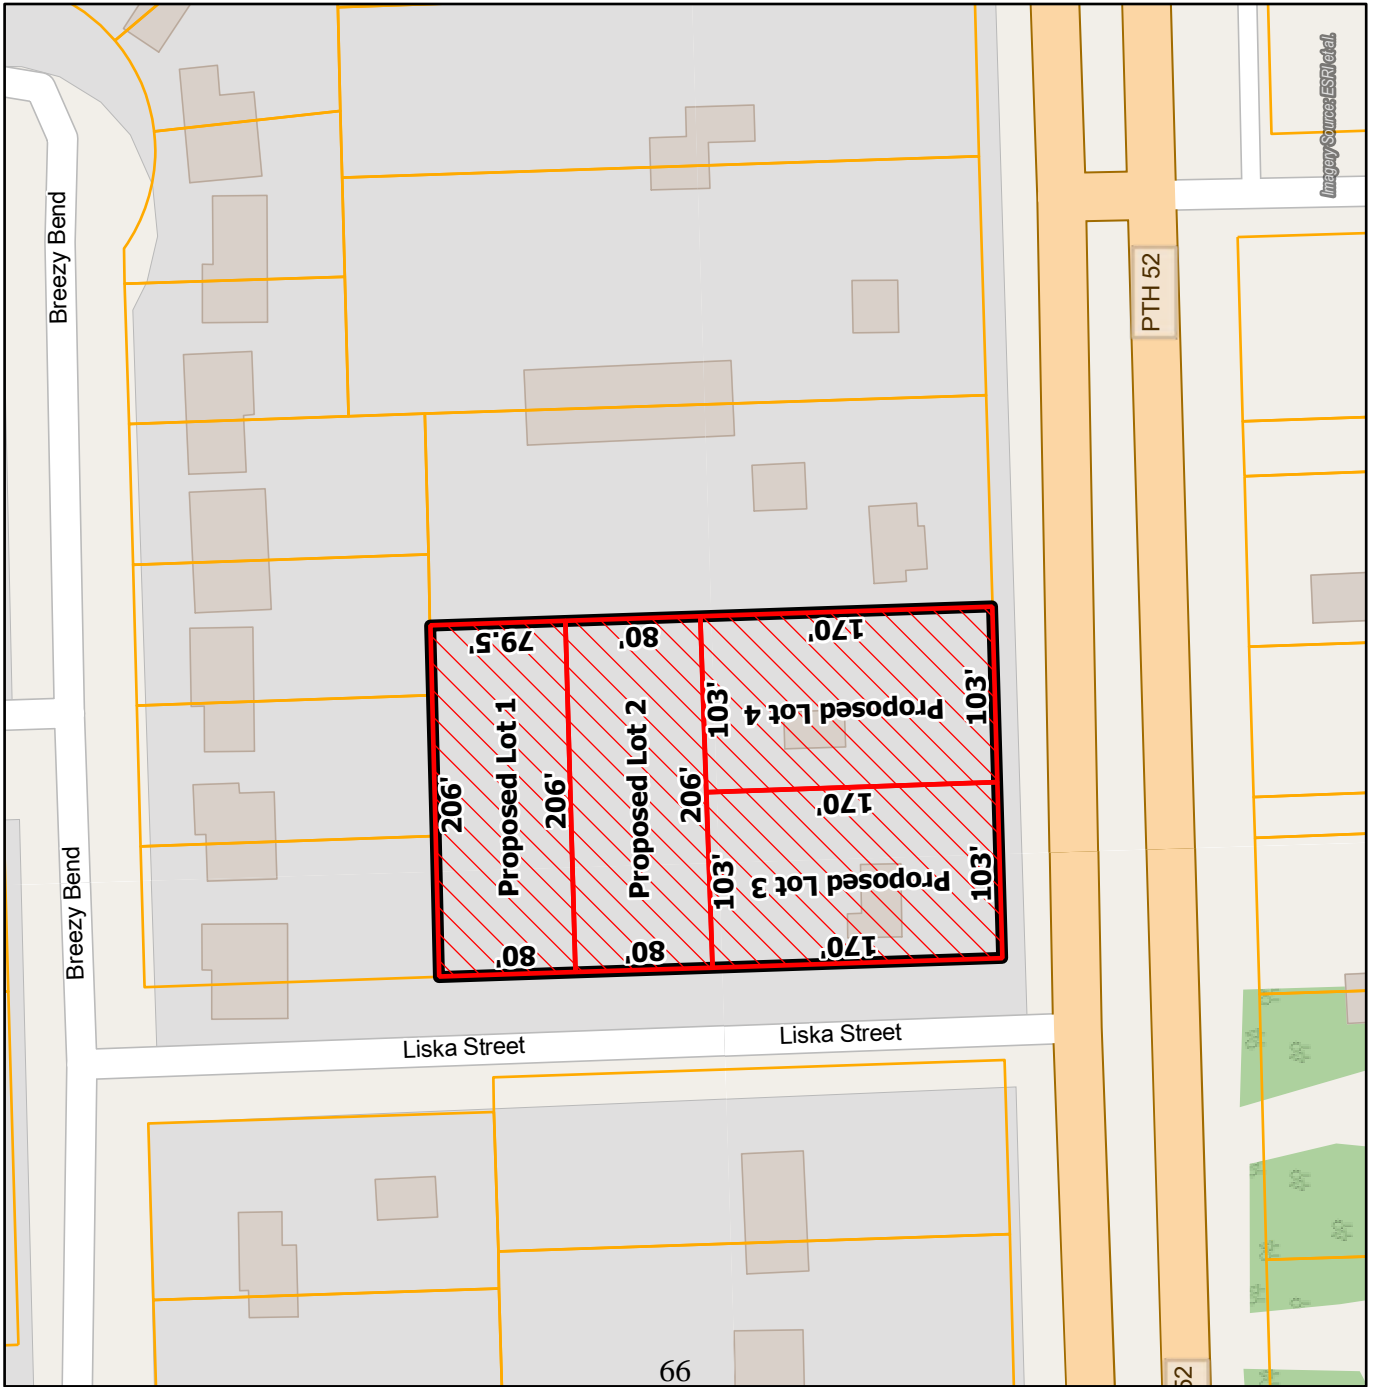 Imagery Source: ESRI et al.
Breezy Bend
PTH 52
79.5'
80'
170'
Proposed Lot 1
Proposed Lot 2
Proposed Lot 4
103'
103'
206'
206'
206'
170'
Proposed Lot 3
103'
103'
80'
80'
170'
Breezy Bend
Liska Street
Liska Street
52
66